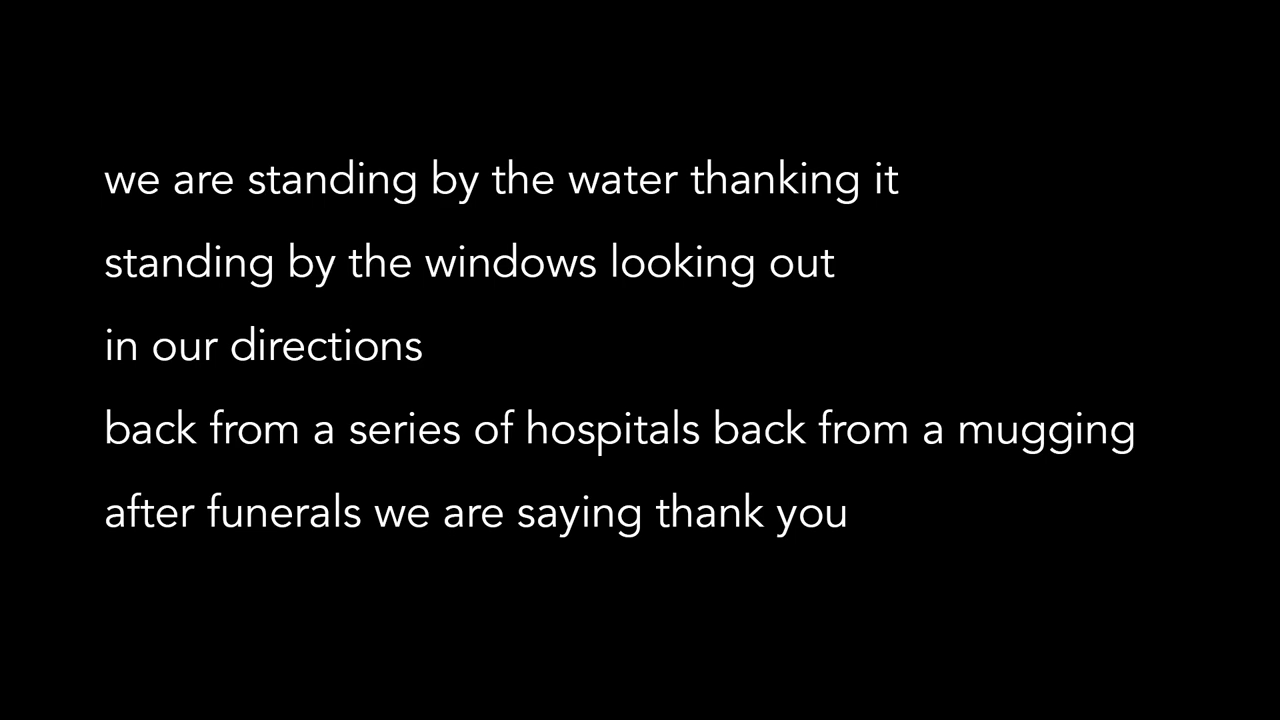 we are standing by the water thanking it
standing by the windows looking out
in our directions
back from a series of hospitals back from a mugging
after funerals we are saying thank you